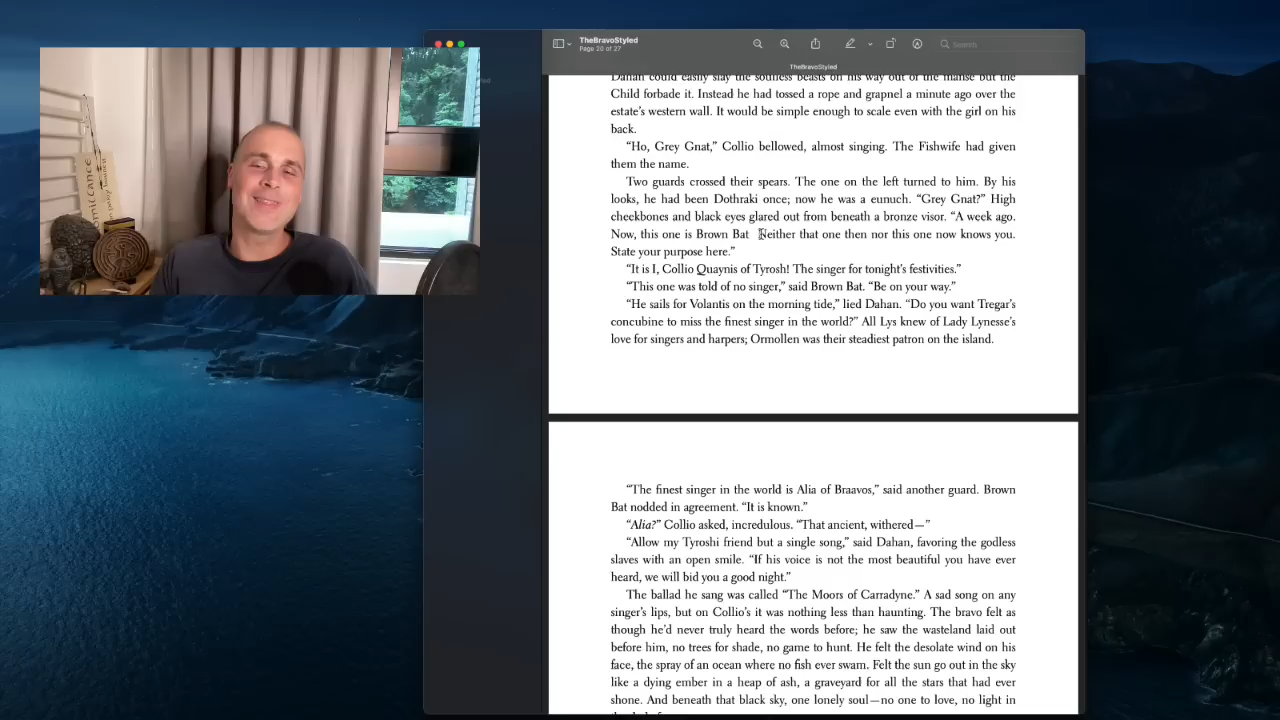 TheBravoStyled
Page 20 of 27
Search
TheBravoStyled
Dahan could easily slay the soulless beasts on his way out of the manse but the
Child forbade it. Instead he had tossed a rope and grapnel a minute ago over the
estate's western wall. It would be simple enough to scale even with the girl on his
back.
“Ho, Grey Gnat,” Collio bellowed, almost singing. The Fishwife had given
them the name.
Two guards crossed their spears. The one on the left turned to him. By his
looks, he had been Dothraki once; now he was a eunuch. “Grey Gnat?” High
cheekbones and black eyes glared out from beneath a bronze visor. “A week ago.
Now, this one is Brown Bat Neither that one then nor this one now knows you.
State your purpose here.”
“It is I, Collio Quaynis of Tyrosh! The singer for tonight's festivities.”
“This one was told of no singer,” said Brown Bat. “Be on your way.”
“He sails for Volantis on the morning tide,” lied Dahan. “Do you want Tregar's
concubine to miss the finest singer in the world?” All Lys knew of Lady Lynesse's
love for singers and harpers; Ormollen was their steadiest patron on the island.
“The finest singer in the world is Alia of Braavos,” said another guard. Brown
Bat nodded in agreement. “It is known.”
“Alia?” Collio asked, incredulous. “That ancient, withered—”
“Allow my Tyroshi friend but a single song,” said Dahan, favoring the godless
slaves with an open smile. “If his voice is not the most beautiful you have ever
heard, we will bid you a good night.”
The ballad he sang was called “The Moors of Carradyne.” A sad song on any
singer's lips, but on Collio's it was nothing less than haunting. The bravo felt as
though he'd never truly heard the words before; he saw the wasteland laid out
before him, no trees for shade, no game to hunt. He felt the desolate wind on his
face, the spray of an ocean where no fish ever swam. Felt the sun go out in the sky
like a dying ember in a heap of ash, a graveyard for all the stars that had ever
shone. And beneath that black sky, one lonely soul—no one to love, no light in